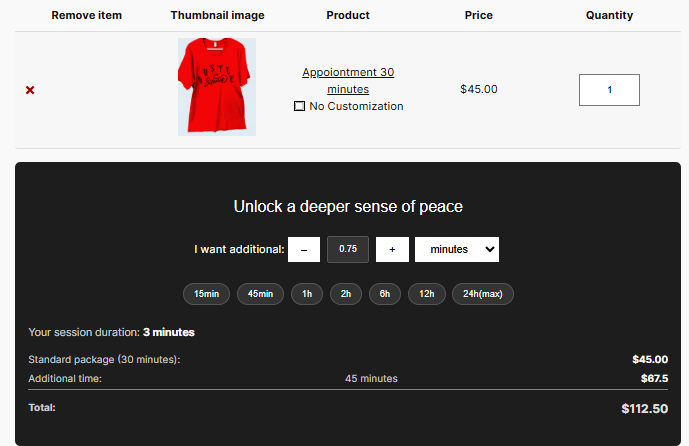 Remove item Thumbnail image Product Price Quantity
Appoiontment 30
minutes
No Customization
$45.00
1
Unlock a deeper sense of peace
I want additional: – 0.75 + minutes
15min 45min 1h 2h 6h 12h 24h(max)
Your session duration: 3 minutes
Standard package (30 minutes): $45.00
Additional time: 45 minutes $67.5
Total: $112.50